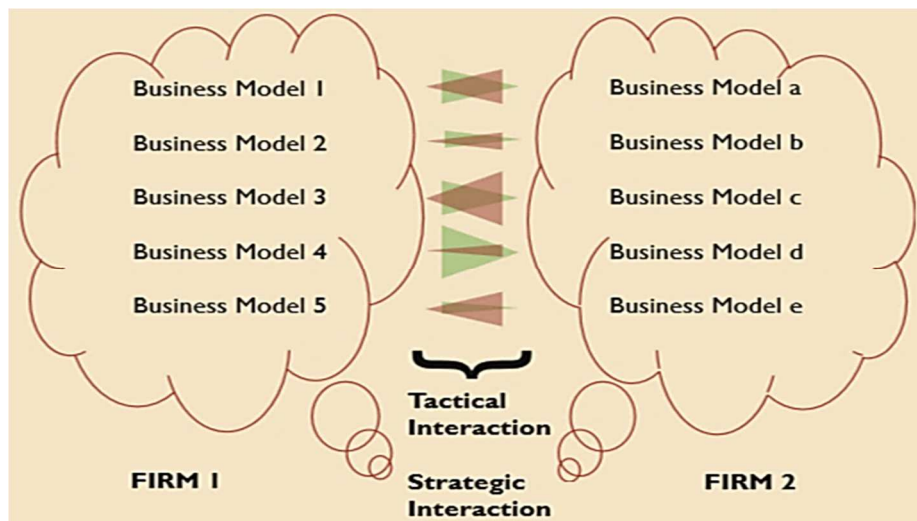 Business Model 1
Business Model a
Business Model 2
Business Model b
Business Model 3
Business Model c
Business Model 4
Business Model d
Business Model 5
Business Model e
Tactical
Interaction
FIRM 1
Strategic
Interaction
FIRM 2